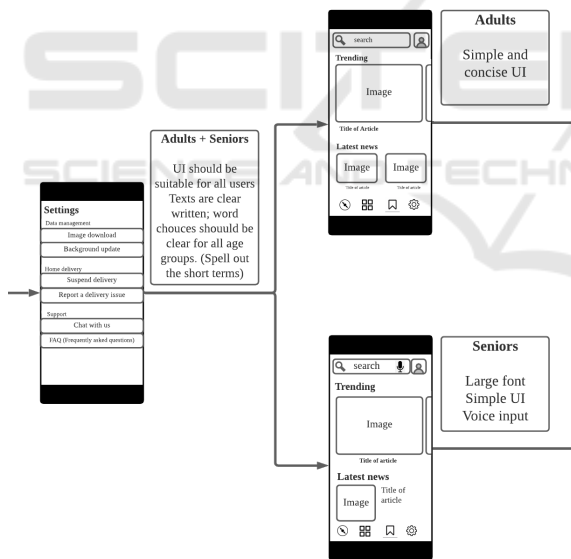 SCITE
SCIENCE AND TECHN
Settings
Data management
Image download
Background update
Home delivery
Suspend delivery
Report a delivery issue
Support
Chat with us
FAQ (Frequently asked questions)
Adults + Seniors
UI should be
suitable for all users
Texts are clear
written; word
chouces shouuld be
clear for all age
groups. (Spell out
the short terms)
search
Trending
Image
Title of Article
Latest news
Image Image
Title of article Title of article
Adults
Simple and
concise UI
search
Trending
Image
Title of article
Latest news
Image
Title of
article
Seniors
Large font
Simple UI
Voice input